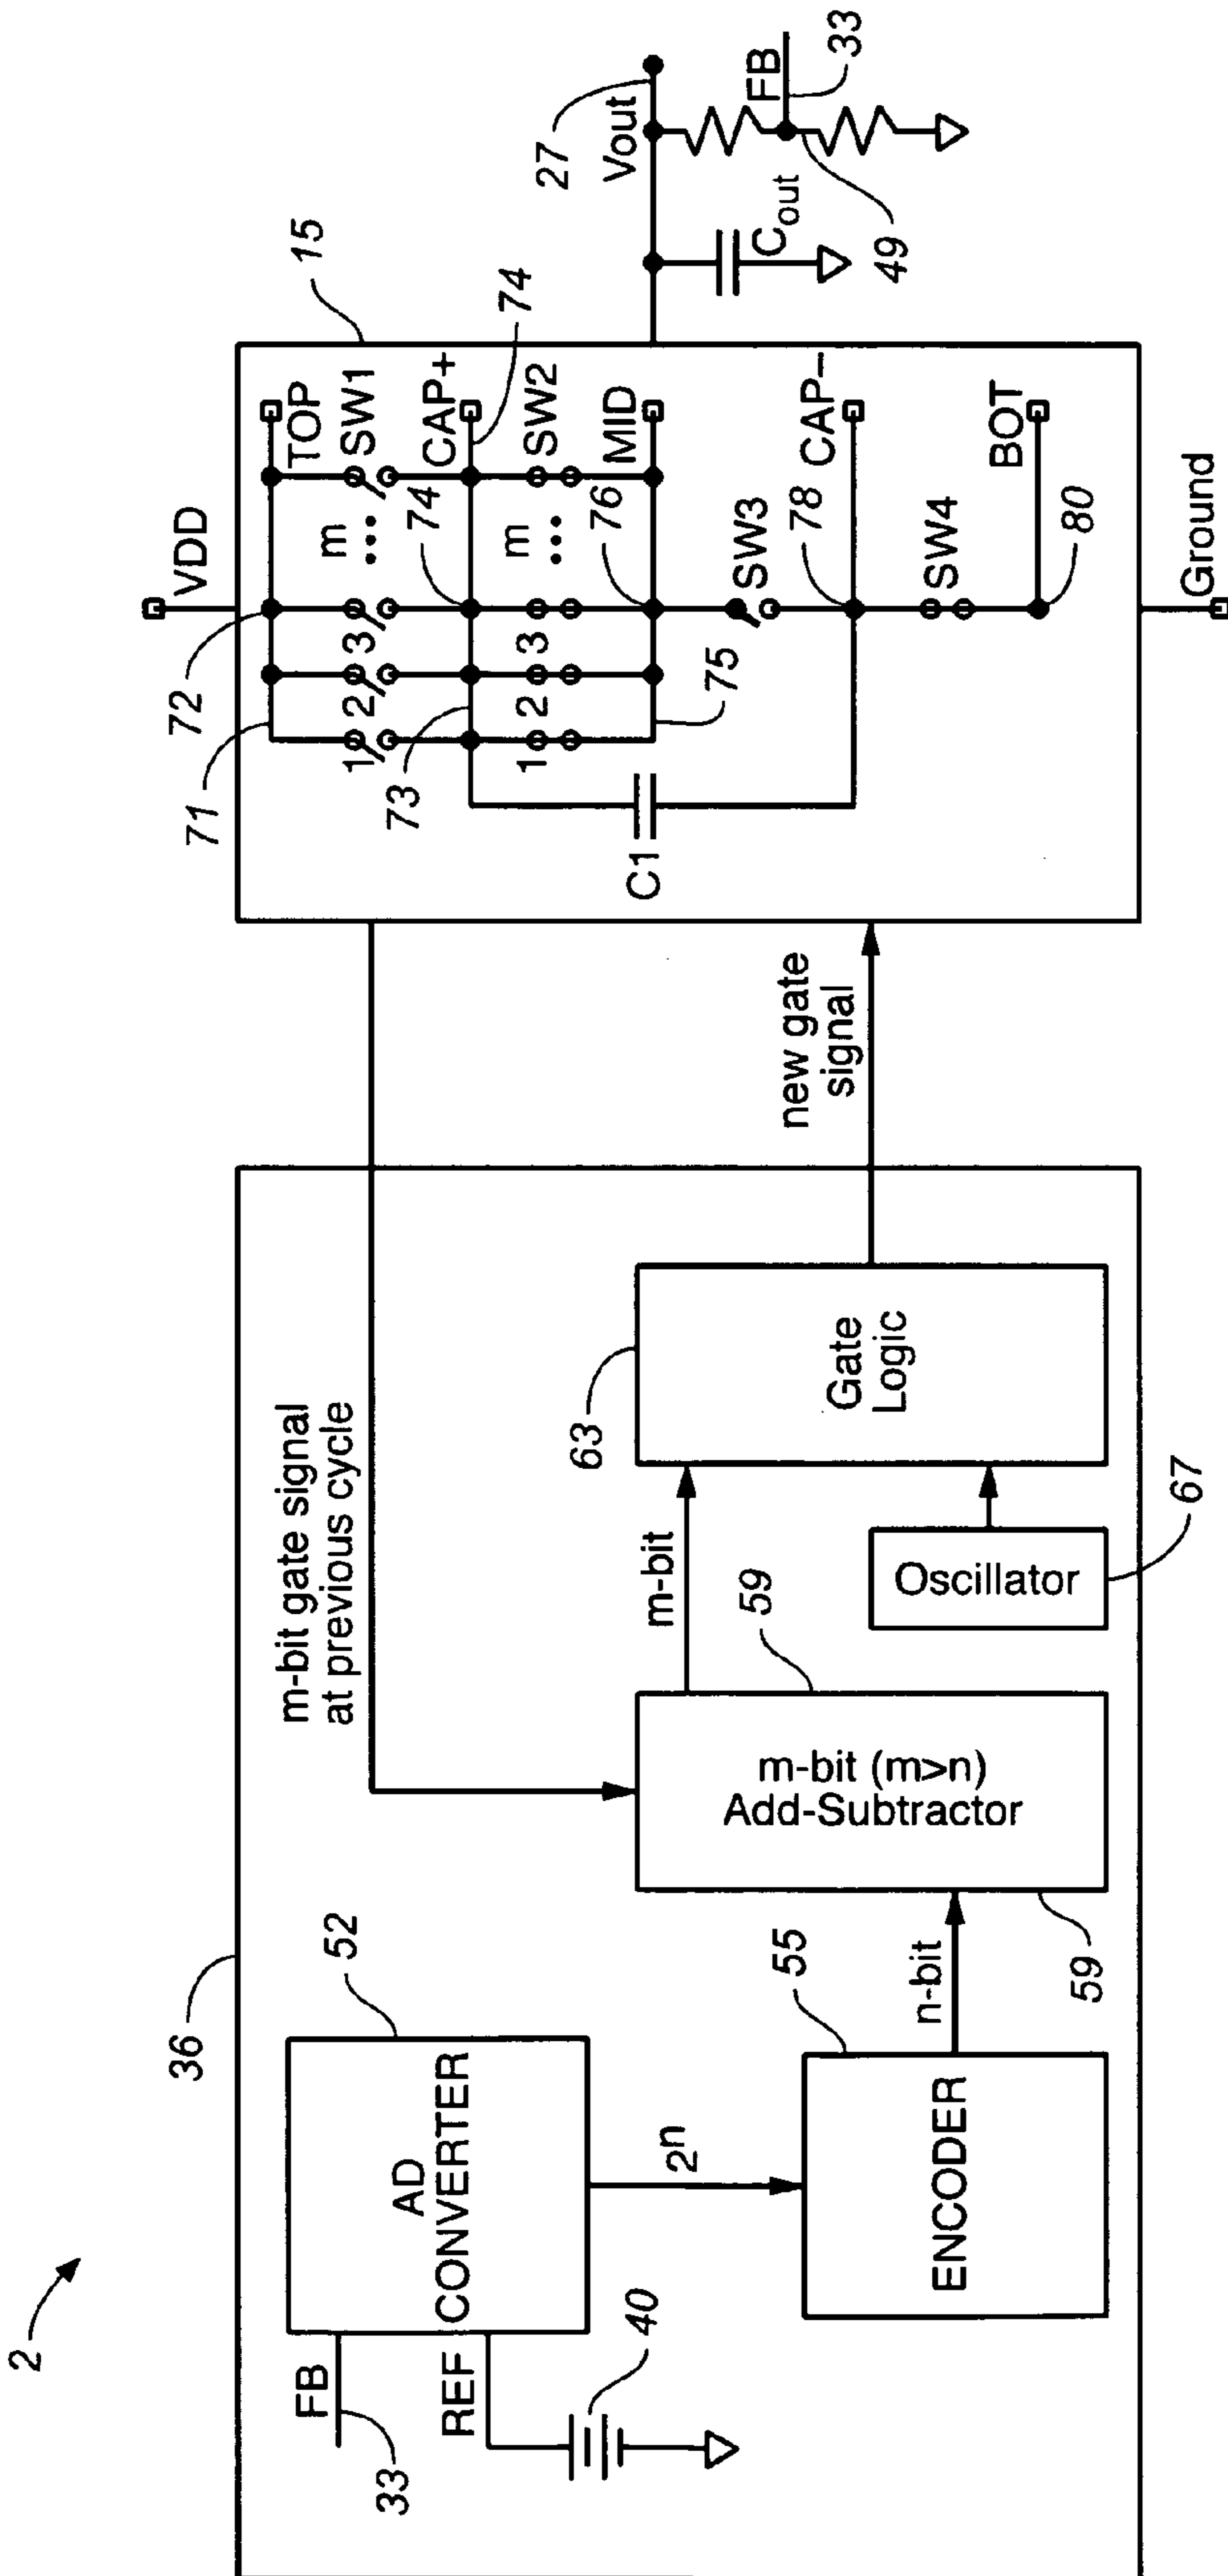 2
36
FB
33
REF
40
AD
CONVERTER
52
2n
ENCODER
55
n-bit
m-bit gate signal
at previous cycle
m-bit (m>n)
Add-Subtractor
59
59
m-bit
Gate
Logic
63
Oscillator
67
new gate
signal
15
VDD
71
72
TOP
1
2
3
m
SW1
73
74
CAP+
74
1
2
3
m
SW2
75
76
MID
C1
SW3
78
CAP−
SW4
BOT
80
Ground
27
Vout
Cout
FB
33
49